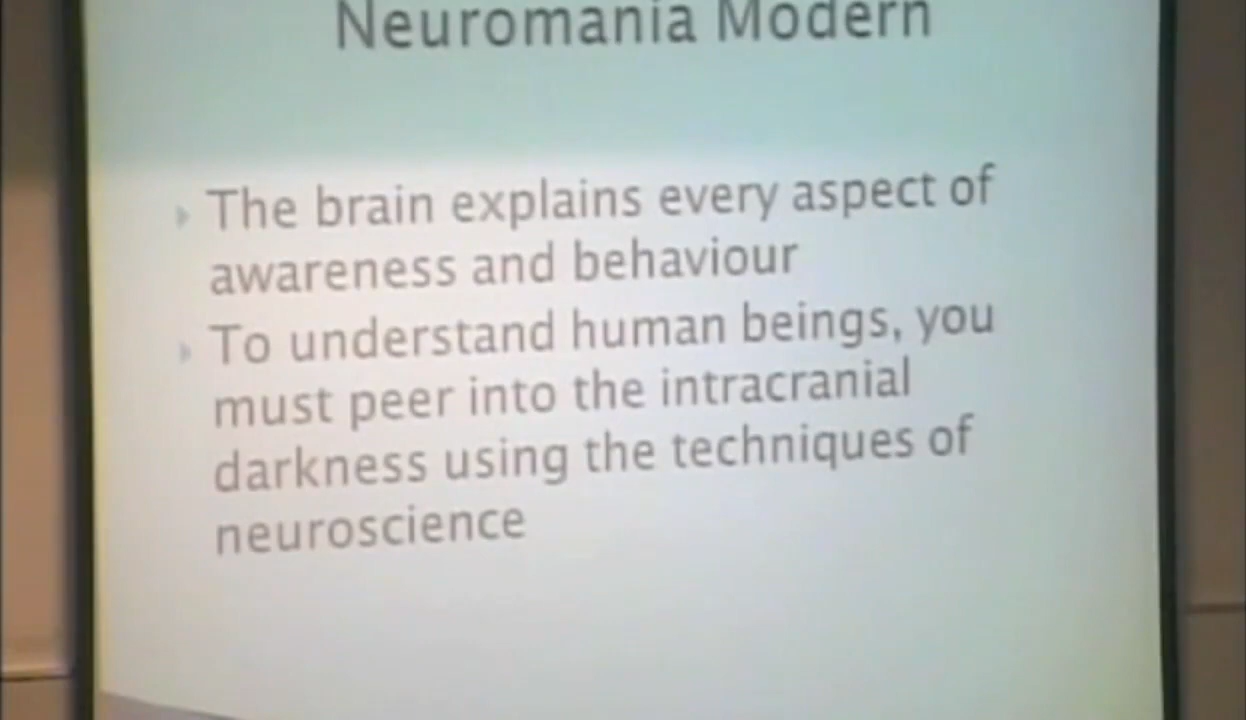 Neuromania Modern
The brain explains every aspect of
awareness and behaviour
To understand human beings, you
must peer into the intracranial
darkness using the techniques of
neuroscience